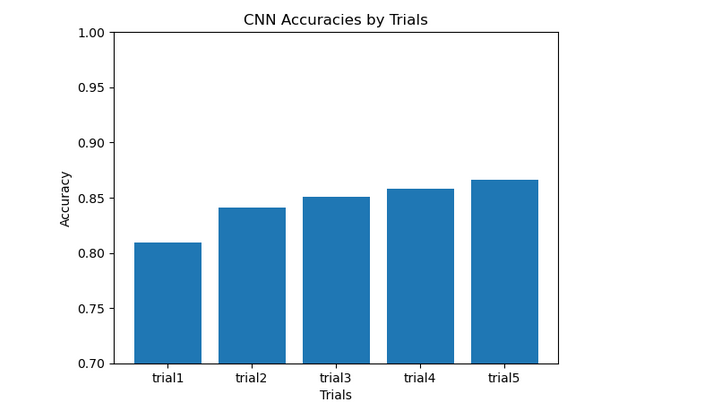 CNN Accuracies by Trials
1.00
0.95
0.90
0.85
0.80
0.75
0.70
Accuracy
trial1 trial2 trial3 trial4 trial5
Trials